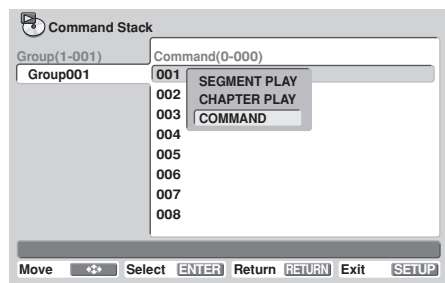 Command Stack
Group(1-001)
Command(0-000)
Group001
001
SEGMENT PLAY
002
CHAPTER PLAY
003
COMMAND
004
005
006
007
008
Move Select ENTER Return RETURN Exit SETUP